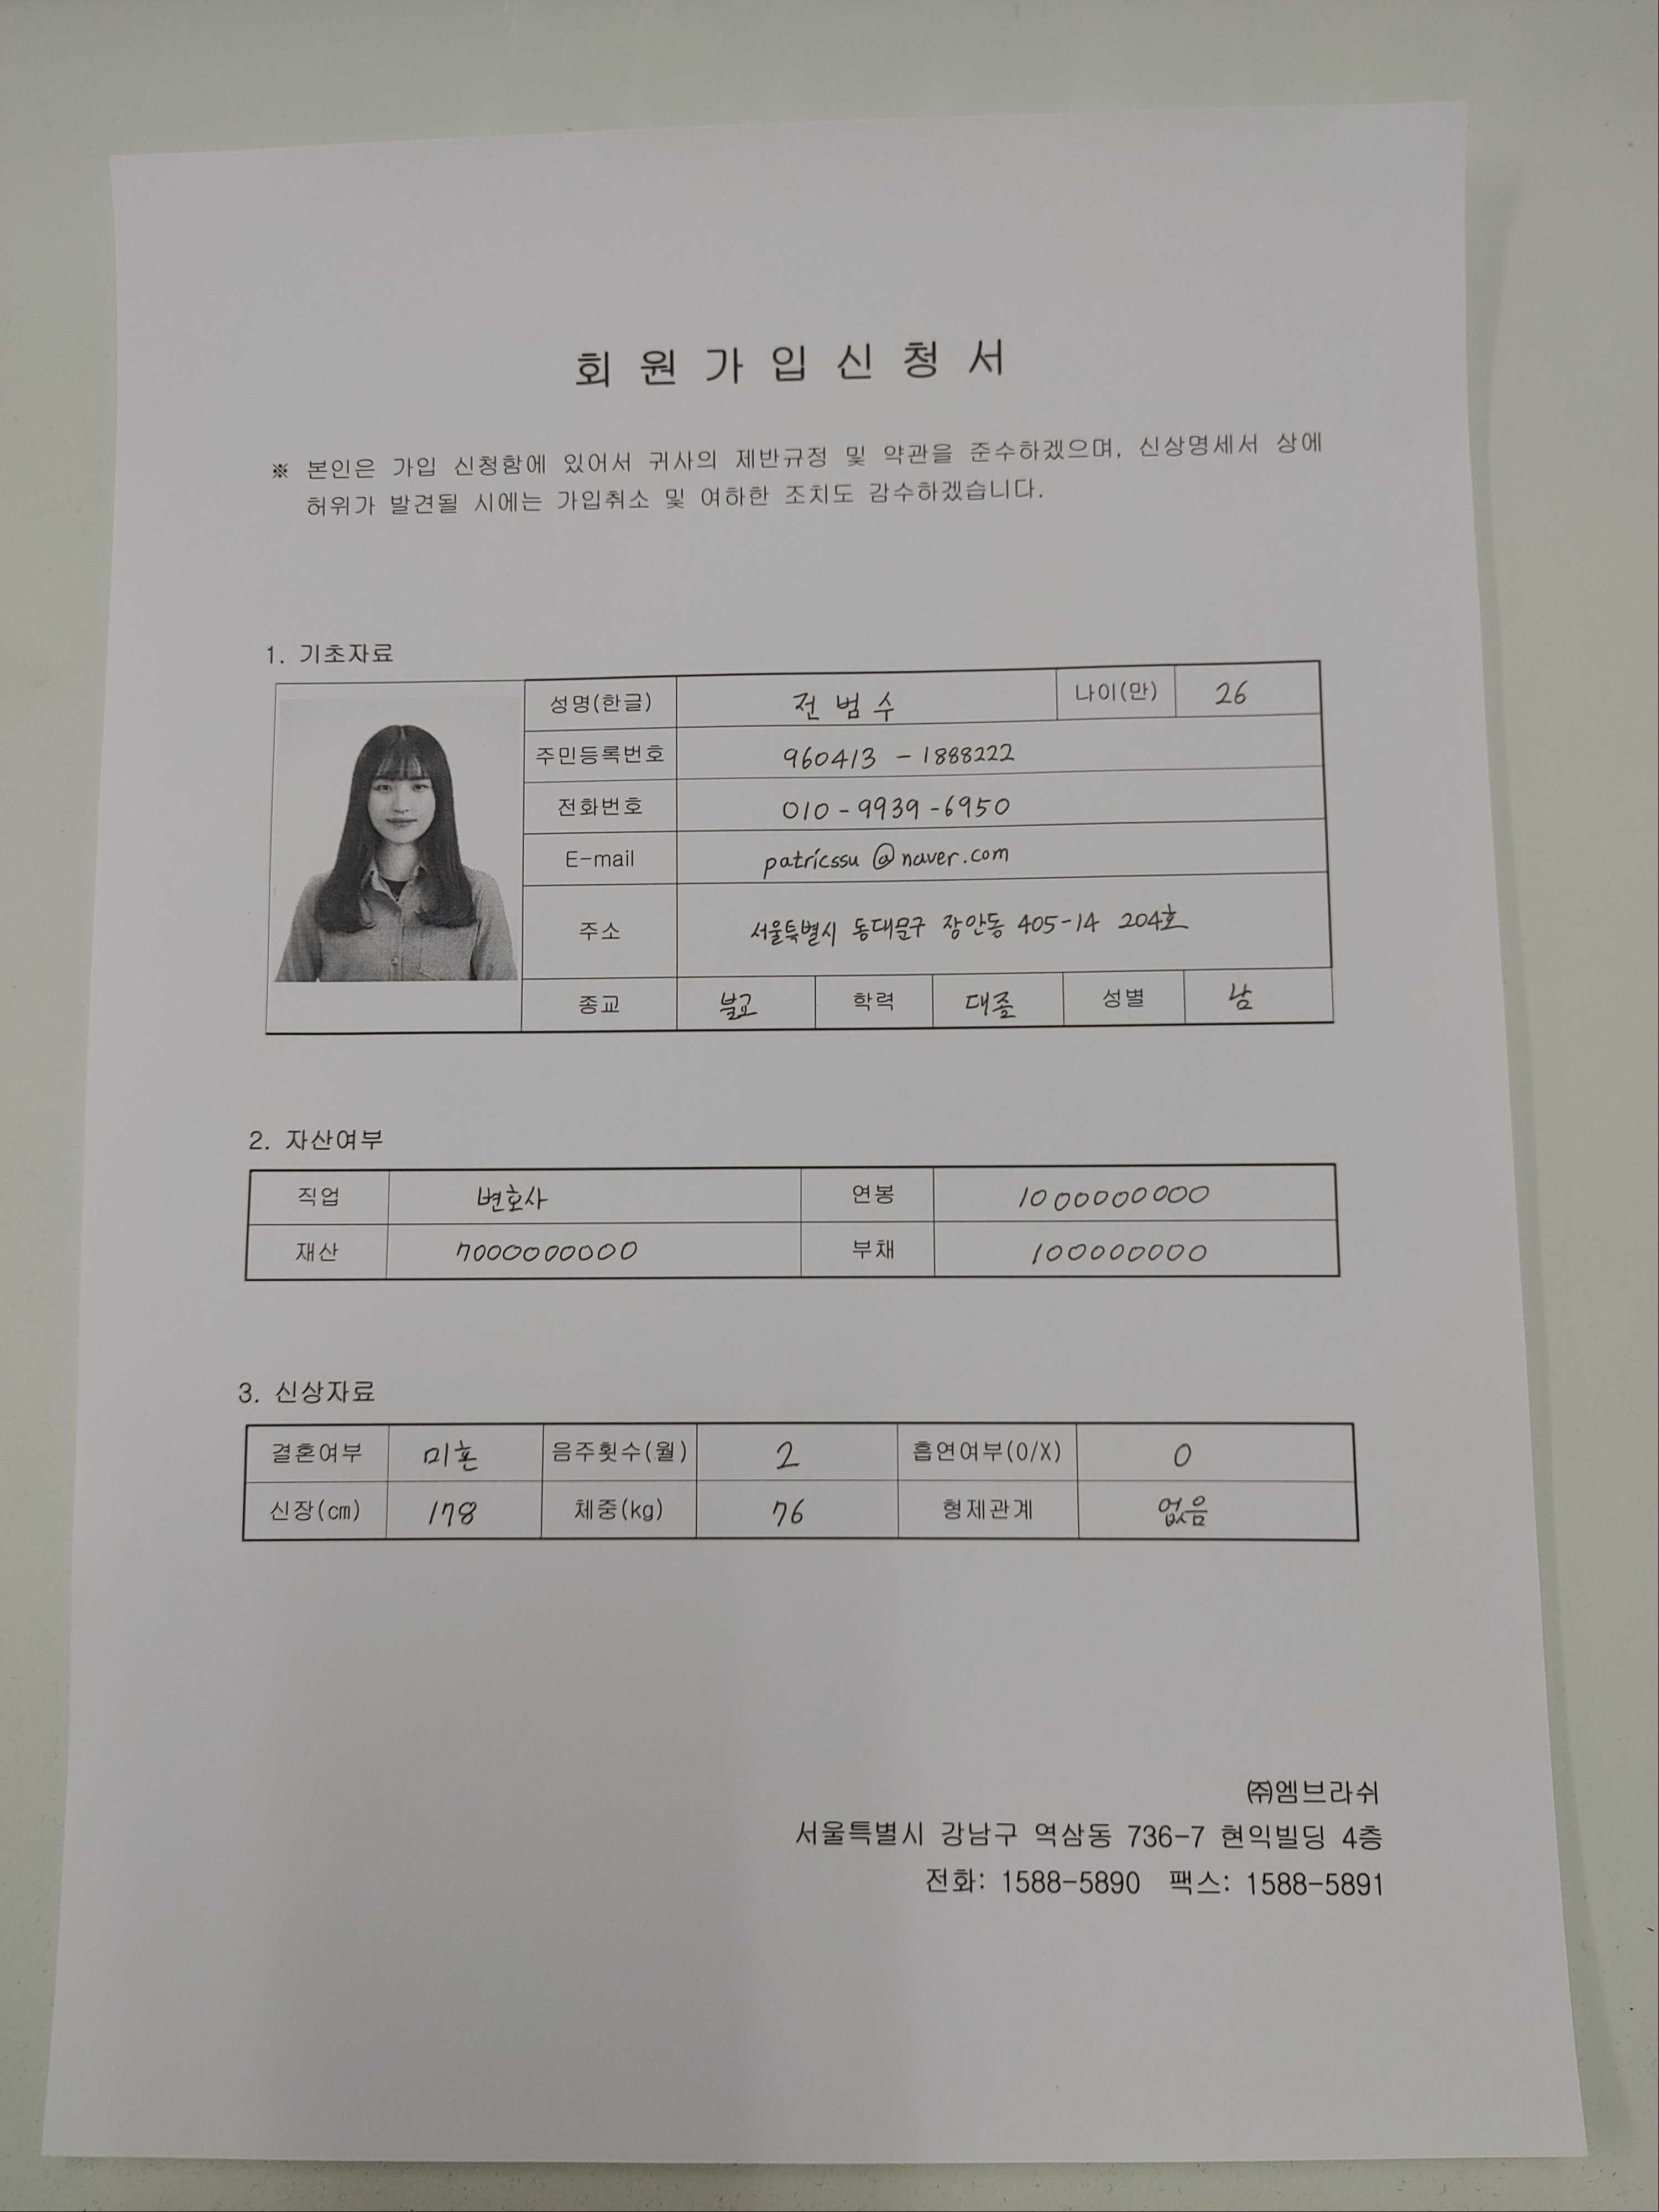 회 원 가 입 신 청 서
※ 본인은 가입 신청함에 있어서 귀사의 제반규정 및 약관을 준수하겠으며, 신상명세서 상에
허위가 발견될 시에는 가입취소 및 여하한 조치도 감수하겠습니다.
1. 기초자료
성명(한글) 전범수 나이(만) 26
주민등록번호 960413 - 1888222
전화번호 010 - 9939 - 6950
E-mail patricssu @ naver.com
주소 서울특별시 동대문구 장안동 405-14 204호
종교 불교 학력 대졸 성별 남
2. 자산여부
직업 변호사 연봉 1000000000
재산 7000000000 부채 100000000
3. 신상자료
결혼여부 미혼 음주횟수(월) 2 흡연여부(O/X) O
신장(㎝) 178 체중(kg) 76 형제관계 없음
㈜엠브라쉬
서울특별시 강남구 역삼동 736-7 현익빌딩 4층
전화: 1588-5890 팩스: 1588-5891